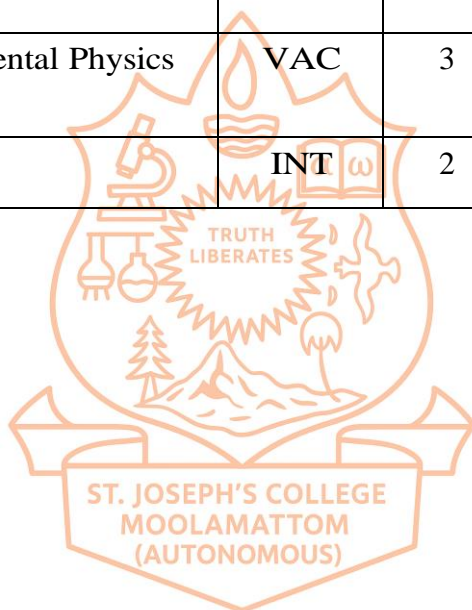 ental Physics VAC 3
INT 2
α ω
TRUTH
LIBERATES
ST. JOSEPH'S COLLEGE
MOOLAMATTOM
(AUTONOMOUS)